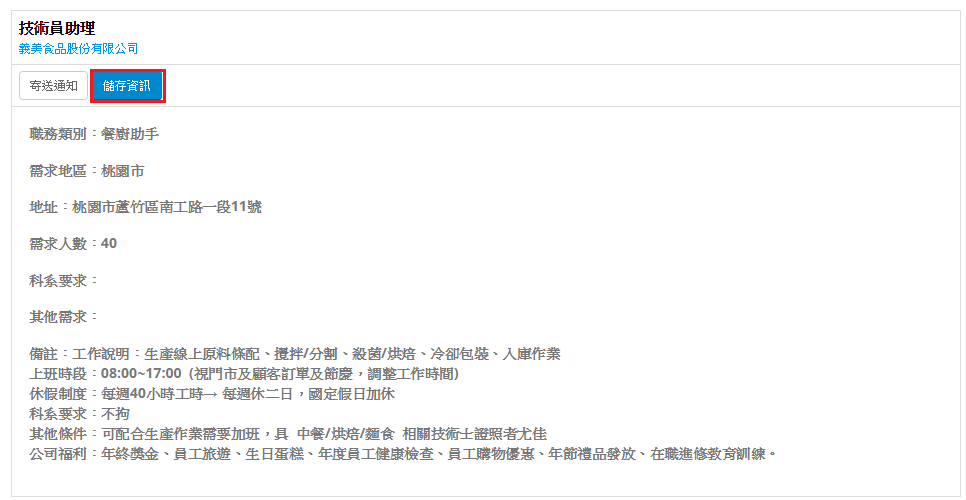 技術員助理
義美食品股份有限公司
寄送通知 儲存資訊
職務類別：餐廚助手
需求地區：桃園市
地址：桃園市蘆竹區南工路一段11號
需求人數：40
科系要求：
其他需求：
備註：工作說明：生產線上原料條配、攪拌/分割、殺菌/烘焙、冷卻包裝、入庫作業
上班時段：08:00~17:00 (視門市及顧客訂單及節慶，調整工作時間)
休假制度：每週40小時工時→ 每週休二日，國定假日加休
科系要求：不拘
其他條件：可配合生產作業需要加班，具 中餐/烘焙/麵食 相關技術士證照者尤佳
公司福利：年終獎金、員工旅遊、生日蛋糕、年度員工健康檢查、員工購物優惠、年節禮品發放、在職進修教育訓練。